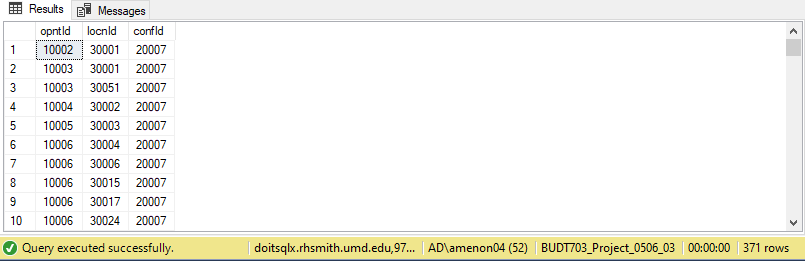 Results Messages
opntId locnId confId
1 10002 30001 20007
2 10003 30001 20007
3 10003 30051 20007
4 10004 30002 20007
5 10005 30003 20007
6 10006 30004 20007
7 10006 30006 20007
8 10006 30015 20007
9 10006 30017 20007
10 10006 30024 20007
Query executed successfully. doitsqlx.rhsmith.umd.edu,97... AD\amenon04 (52) BUDT703_Project_0506_03 00:00:00 371 rows